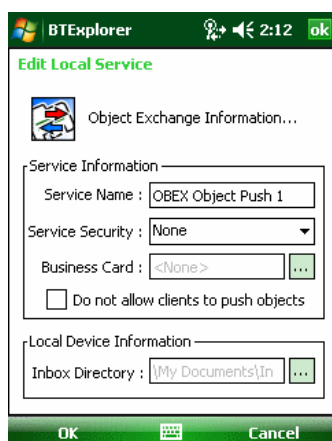 BTExplorer 2:12 ok
Edit Local Service
Object Exchange Information...
Service Information
Service Name : OBEX Object Push 1
Service Security : None
Business Card : <None> ...
Do not allow clients to push objects
Local Device Information
Inbox Directory : \My Documents\In ...
OK Cancel